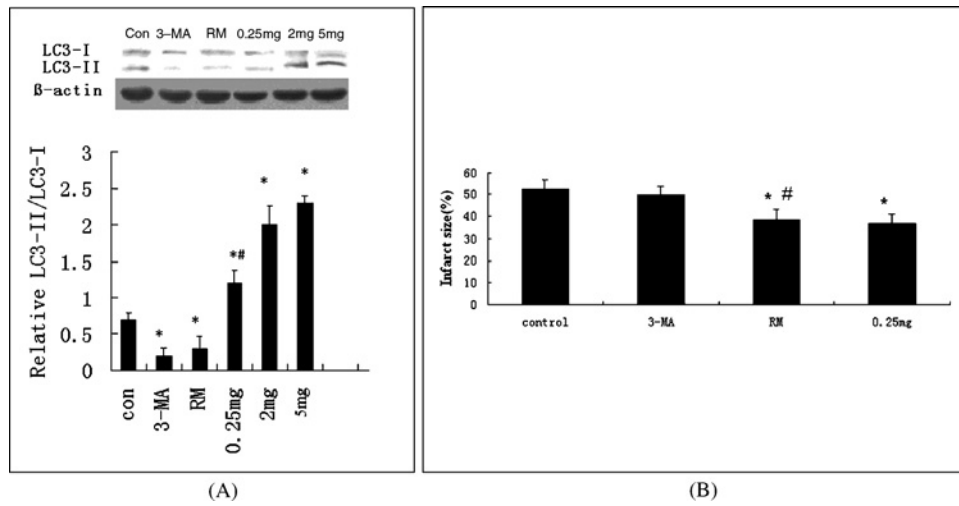 Con 3–MA RM 0.25mg 2mg 5mg
LC3-I
LC3-II
ß-actin
Relative LC3-II/LC3-I
3
2.5
2
1.5
1
0.5
0
*
*
*#
*
*
con
3-MA
RM
0.25mg
2mg
5mg
(A)
Infarct size(%)
60
50
40
30
20
10
0
* #
*
control 3-MA RM 0.25mg
(B)